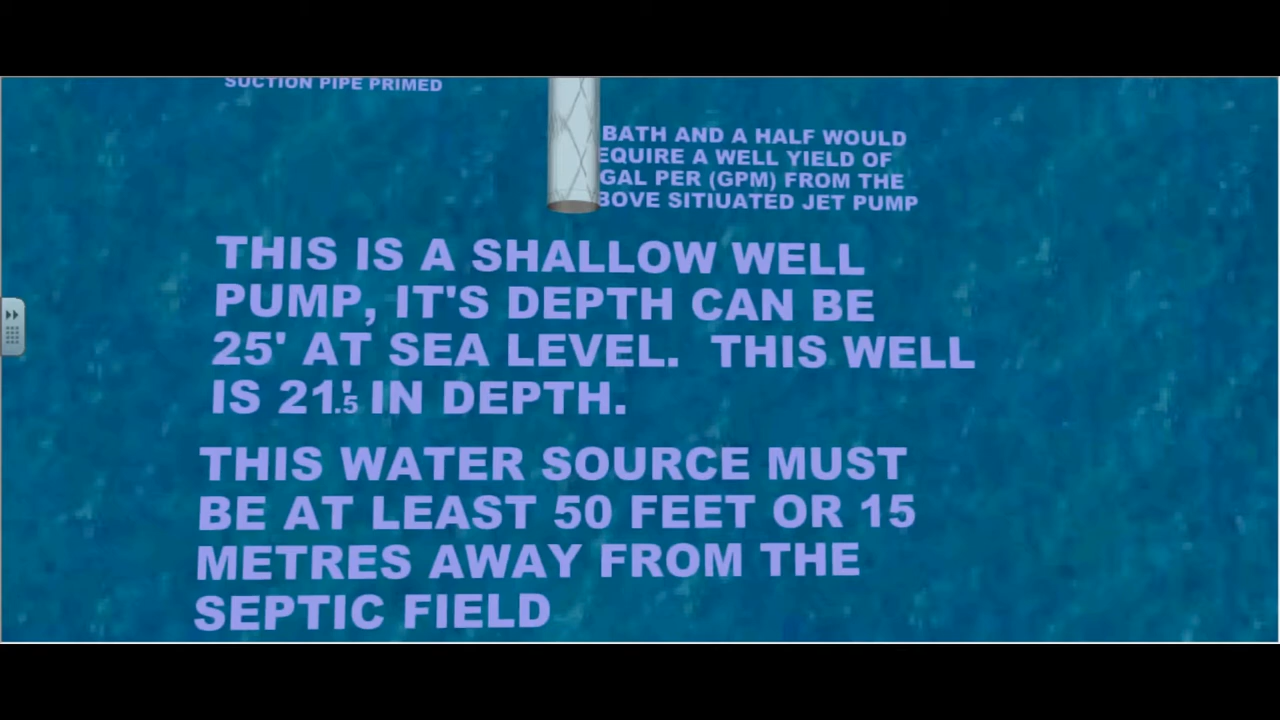 SUCTION PIPE PRIMED
BATH AND A HALF WOULD
EQUIRE A WELL YIELD OF
GAL PER (GPM) FROM THE
BOVE SITIUATED JET PUMP
THIS IS A SHALLOW WELL
PUMP, IT'S DEPTH CAN BE
25' AT SEA LEVEL. THIS WELL
IS 21.5' IN DEPTH.
THIS WATER SOURCE MUST
BE AT LEAST 50 FEET OR 15
METRES AWAY FROM THE
SEPTIC FIELD